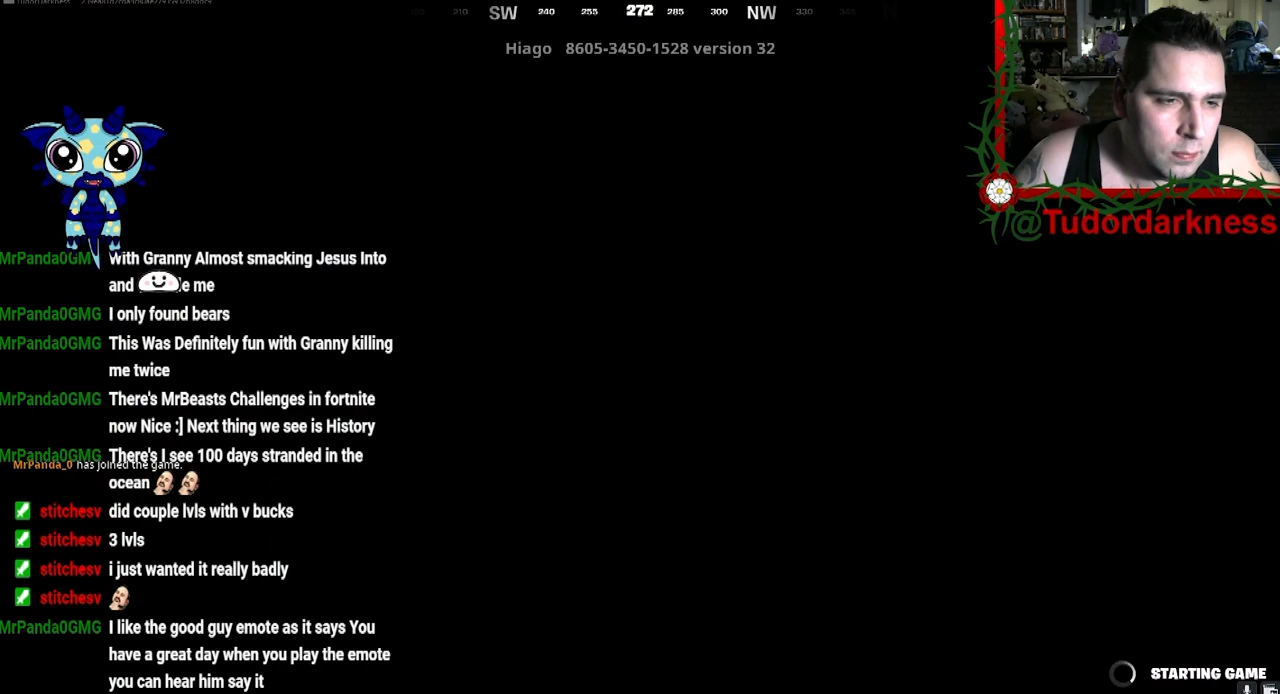 SW 240 255 272 285 300 NW 330
Hiago 8605-3450-1528 version 32
@Tudordarkness
With Granny Almost smacking Jesus Into
and me
MrPanda0GMG I only found bears
MrPanda0GMG This Was Definitely fun with Granny killing
me twice
MrPanda0GMG There's MrBeasts Challenges in fortnite
now Nice :] Next thing we see is History
MrPanda0GMG There's I see 100 days stranded in the
MrPanda_0 has joined the game.
ocean
stitchesv did couple lvls with v bucks
stitchesv 3 lvls
stitchesv i just wanted it really badly
stitchesv
MrPanda0GMG I like the good guy emote as it says You
have a great day when you play the emote
you can hear him say it
STARTING GAME